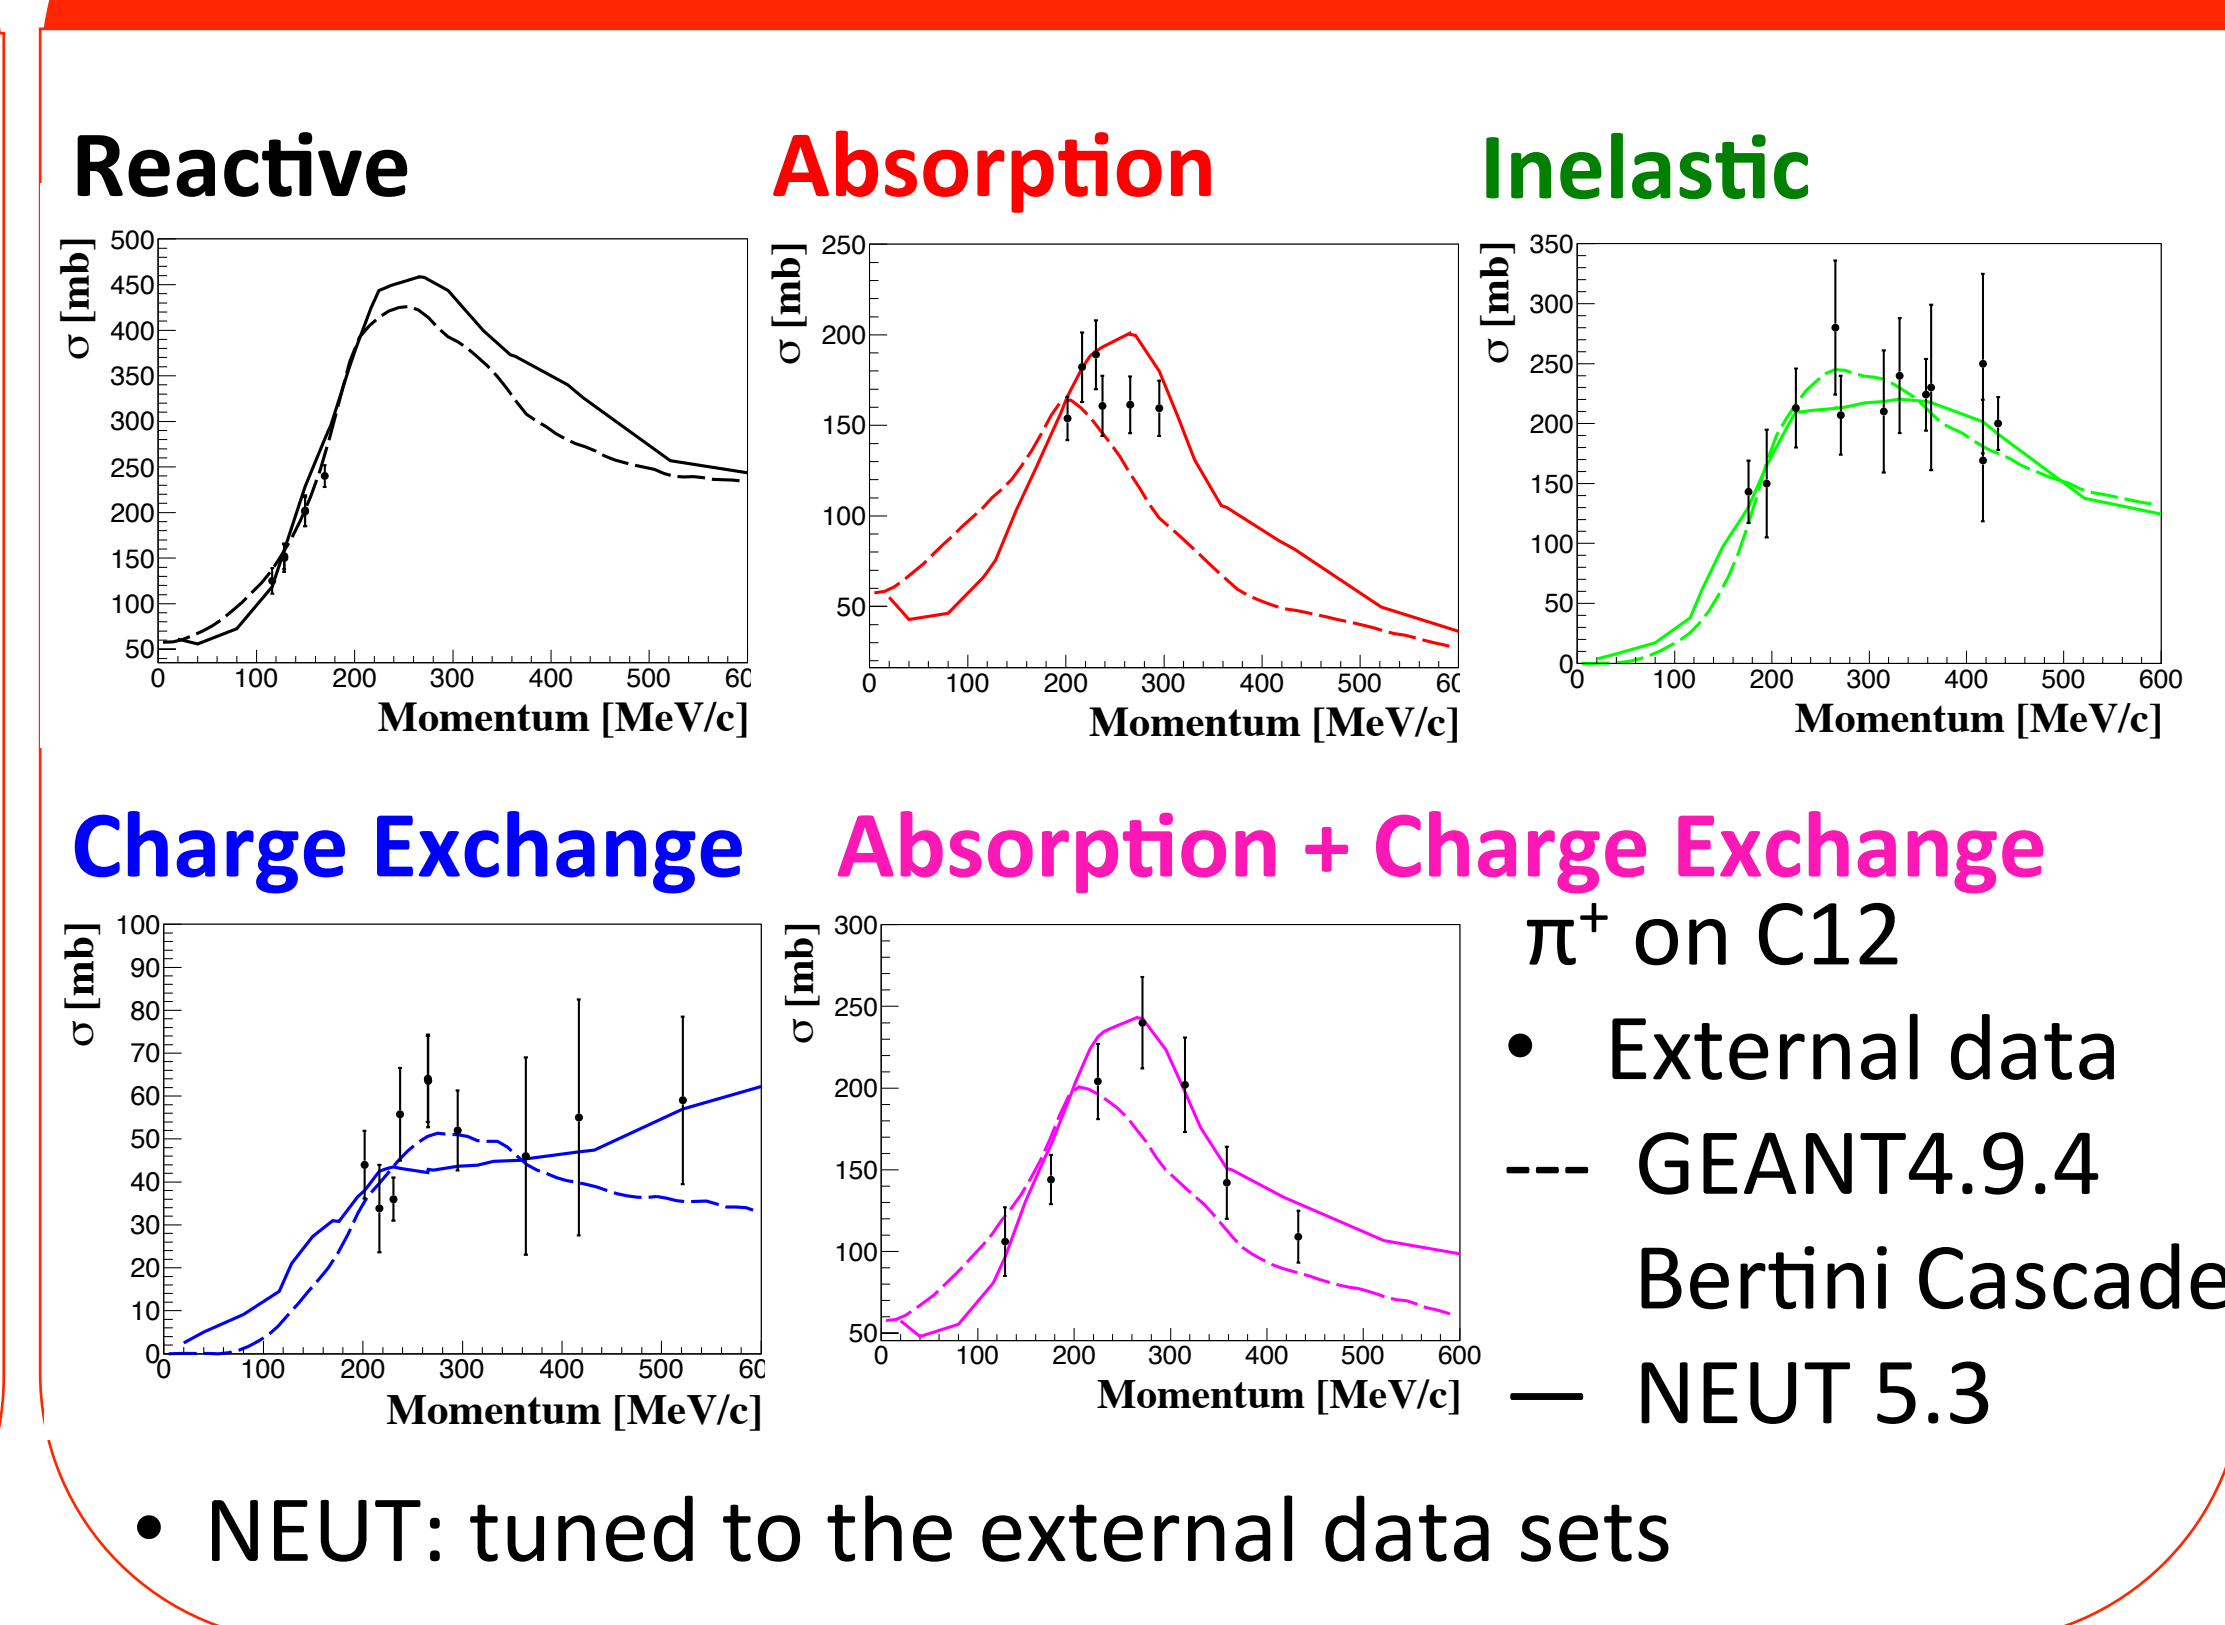 Reactive
Absorption
Inelastic
σ [mb]
500
450
400
350
300
250
200
150
100
50
0 100 200 300 400 500 60
Momentum [MeV/c]
σ [mb]
250
200
150
100
50
0 100 200 300 400 500 60
Momentum [MeV/c]
σ [mb]
350
300
250
200
150
100
50
0
0 100 200 300 400 500 600
Momentum [MeV/c]
Charge Exchange
Absorption + Charge Exchange
σ [mb]
100
90
80
70
60
50
40
30
20
10
0
0 100 200 300 400 500 60
Momentum [MeV/c]
σ [mb]
300
250
200
150
100
50
0 100 200 300 400 500 600
Momentum [MeV/c]
π⁺ on C12
• External data
--- GEANT4.9.4
Bertini Cascade
— NEUT 5.3
• NEUT: tuned to the external data sets